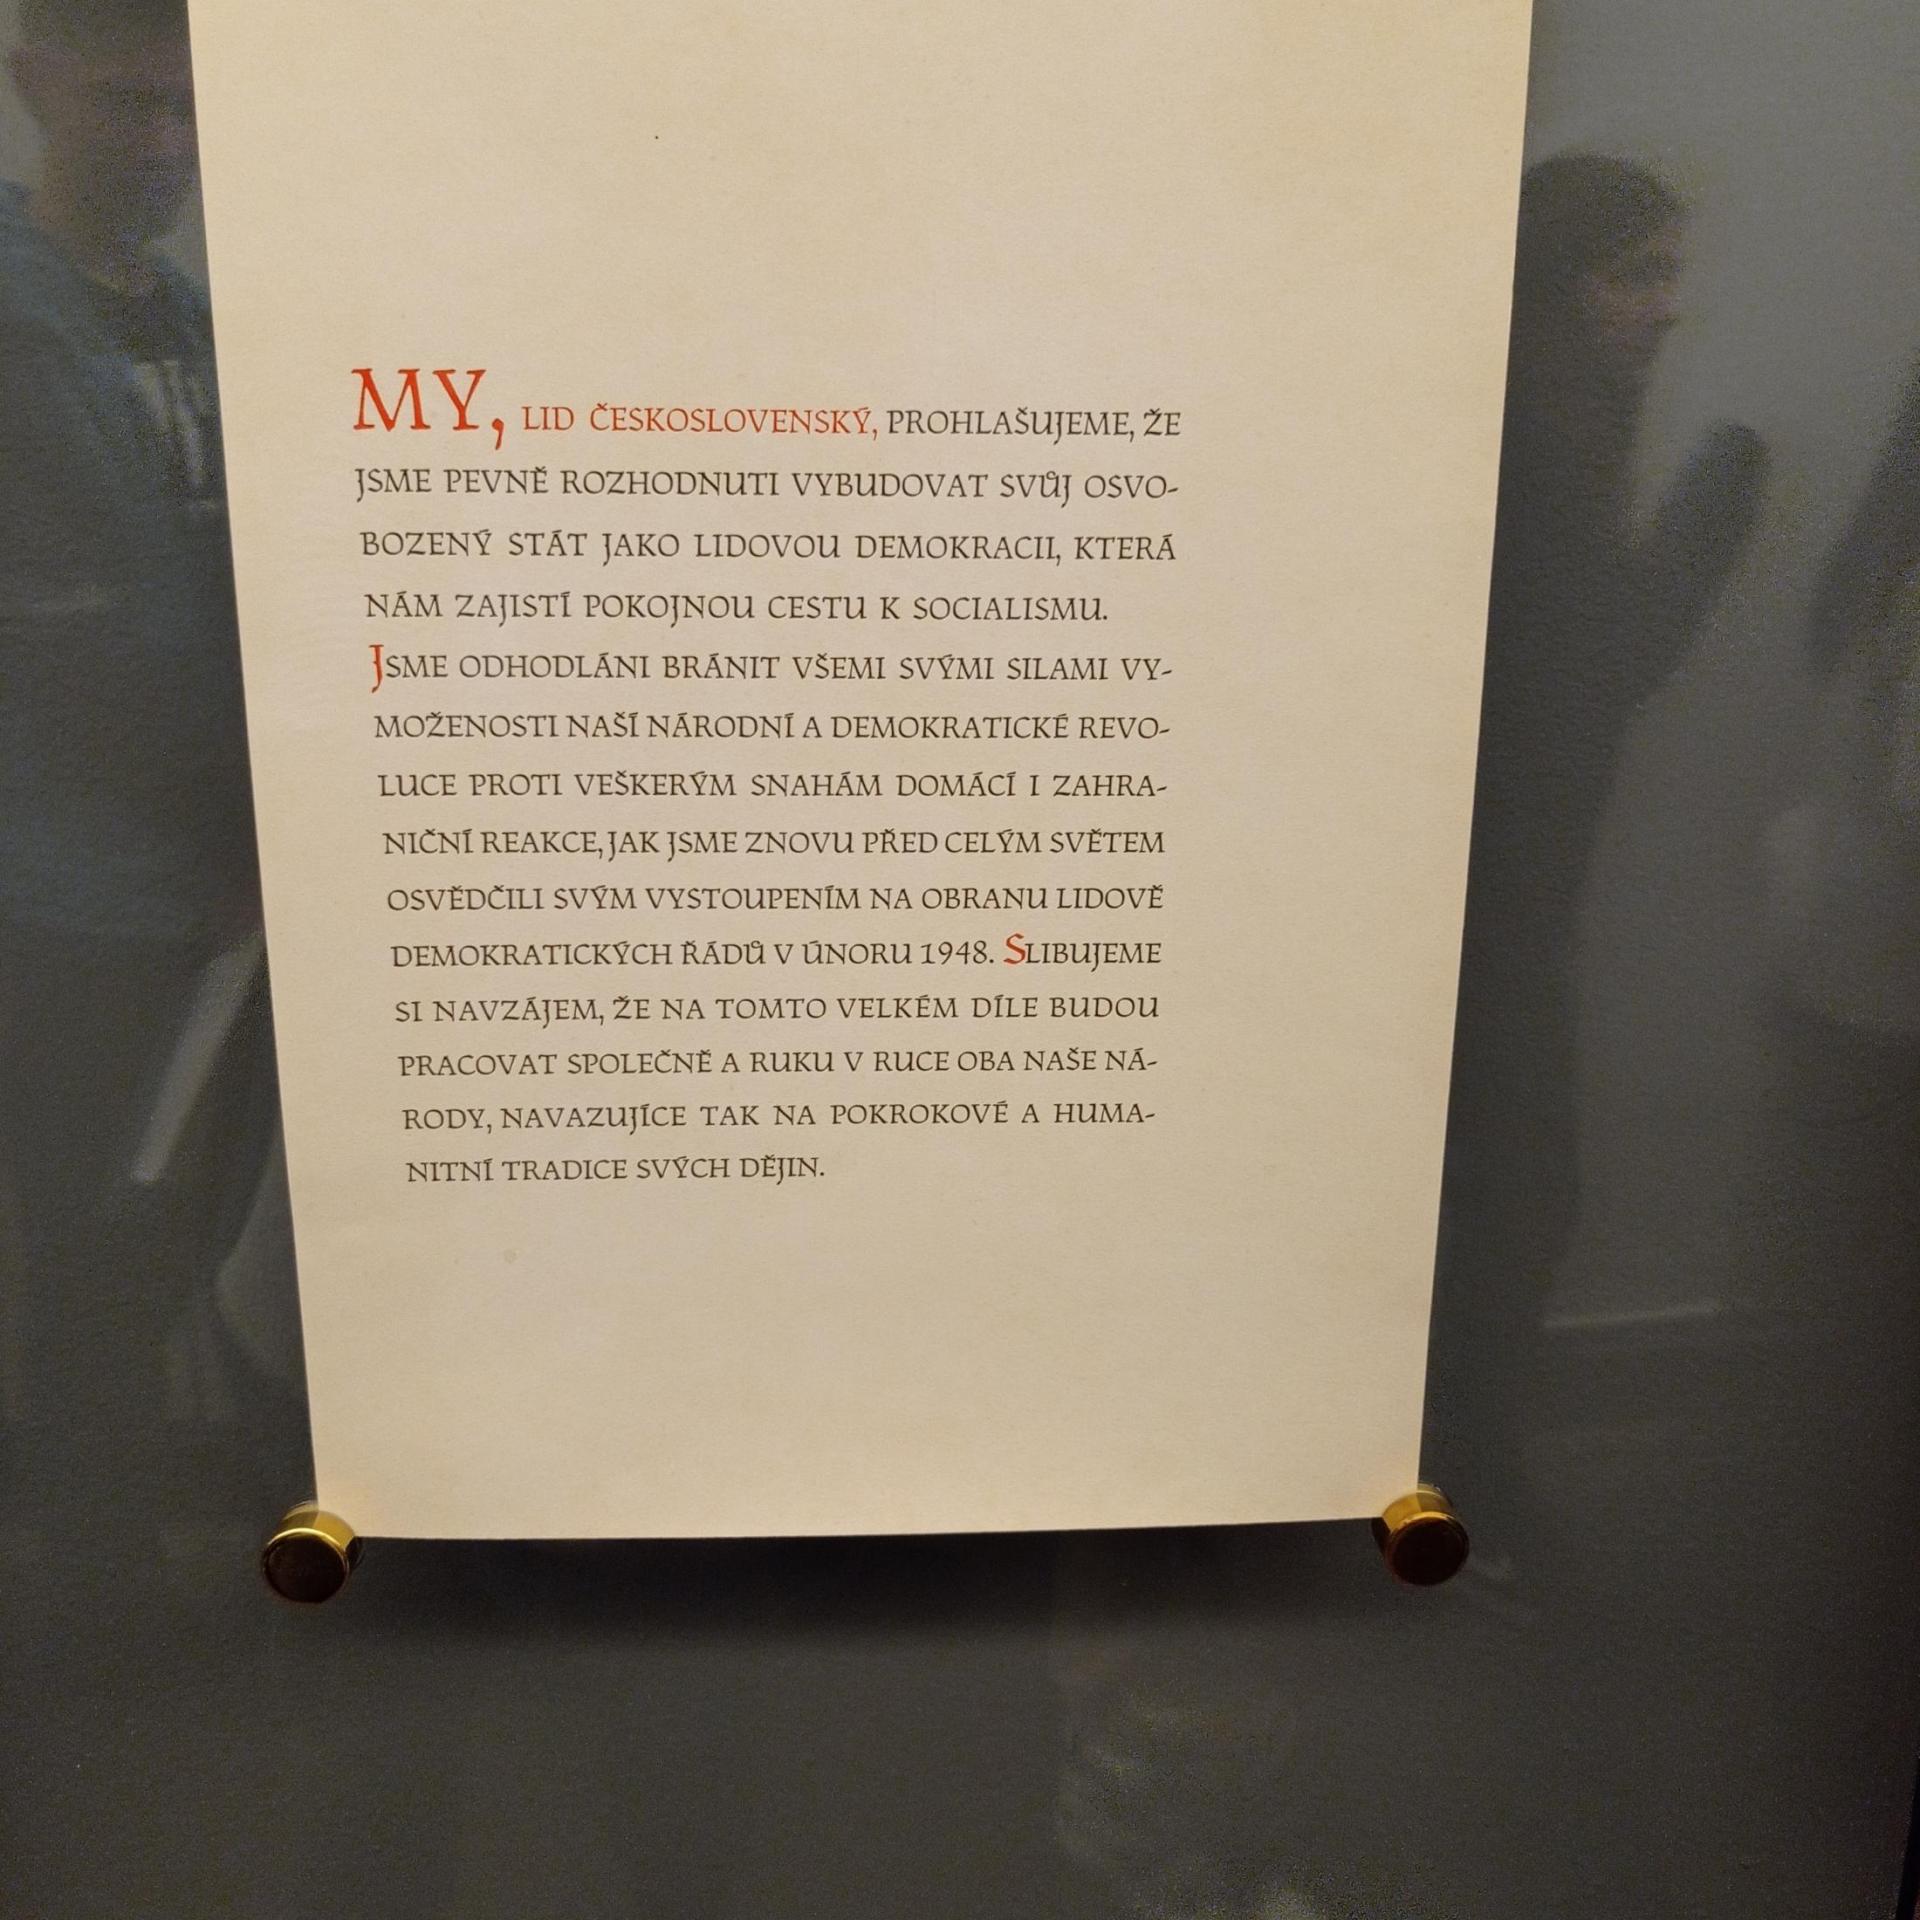 MY, LID ČESKOSLOVENSKÝ, PROHLAŠUJEME, ŽE
JSME PEVNĚ ROZHODNUTI VYBUDOVAT SVŮJ OSVO-
BOZENÝ STÁT JAKO LIDOVOU DEMOKRACII, KTERÁ
NÁM ZAJISTÍ POKOJNOU CESTU K SOCIALISMU.
JSME ODHODLÁNI BRÁNIT VŠEMI SVÝMI SILAMI VY-
MOŽENOSTI NAŠÍ NÁRODNÍ A DEMOKRATICKÉ REVO-
LUCE PROTI VEŠKERÝM SNAHÁM DOMÁCÍ I ZAHRA-
NIČNÍ REAKCE, JAK JSME ZNOVU PŘED CELÝM SVĚTEM
OSVĚDČILI SVÝM VYSTOUPENÍM NA OBRANU LIDOVĚ
DEMOKRATICKÝCH ŘÁDŮ V ÚNORU 1948. SLIBUJEME
SI NAVZÁJEM, ŽE NA TOMTO VELKÉM DÍLE BUDOU
PRACOVAT SPOLEČNĚ A RUKU V RUCE OBA NAŠE NÁ-
RODY, NAVAZUJÍCE TAK NA POKROKOVÉ A HUMA-
NITNÍ TRADICE SVÝCH DĚJIN.